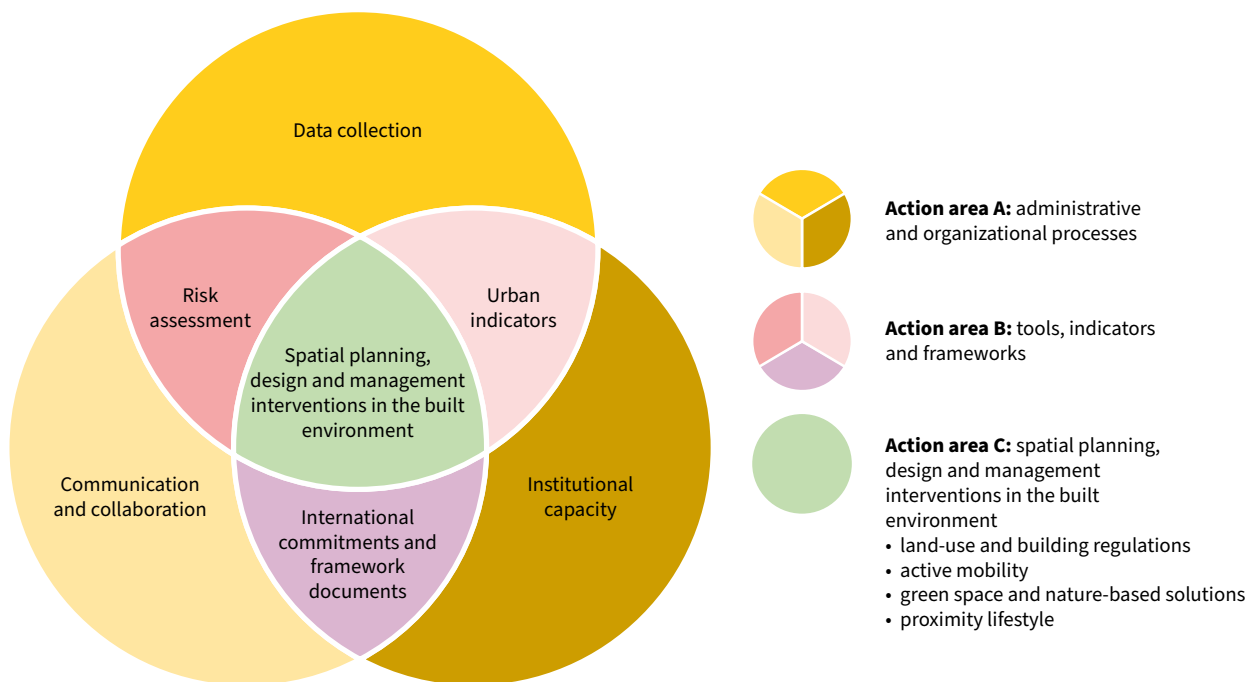 Data collection
Risk
assessment
Urban
indicators
Spatial planning,
design and management
interventions in the built
environment
Communication
and collaboration
International
commitments and
framework
documents
Institutional
capacity
Action area A: administrative
and organizational processes
Action area B: tools, indicators
and frameworks
Action area C: spatial planning,
design and management
interventions in the built
environment
• land-use and building regulations
• active mobility
• green space and nature-based solutions
• proximity lifestyle